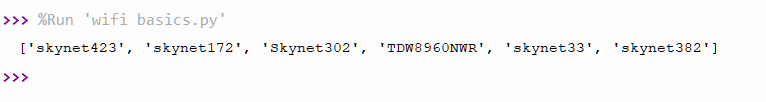 >>> %Run 'wifi basics.py'
['skynet423', 'skynet172', 'Skynet302', 'TDW8960NWR', 'skynet33', 'skynet382']
>>>